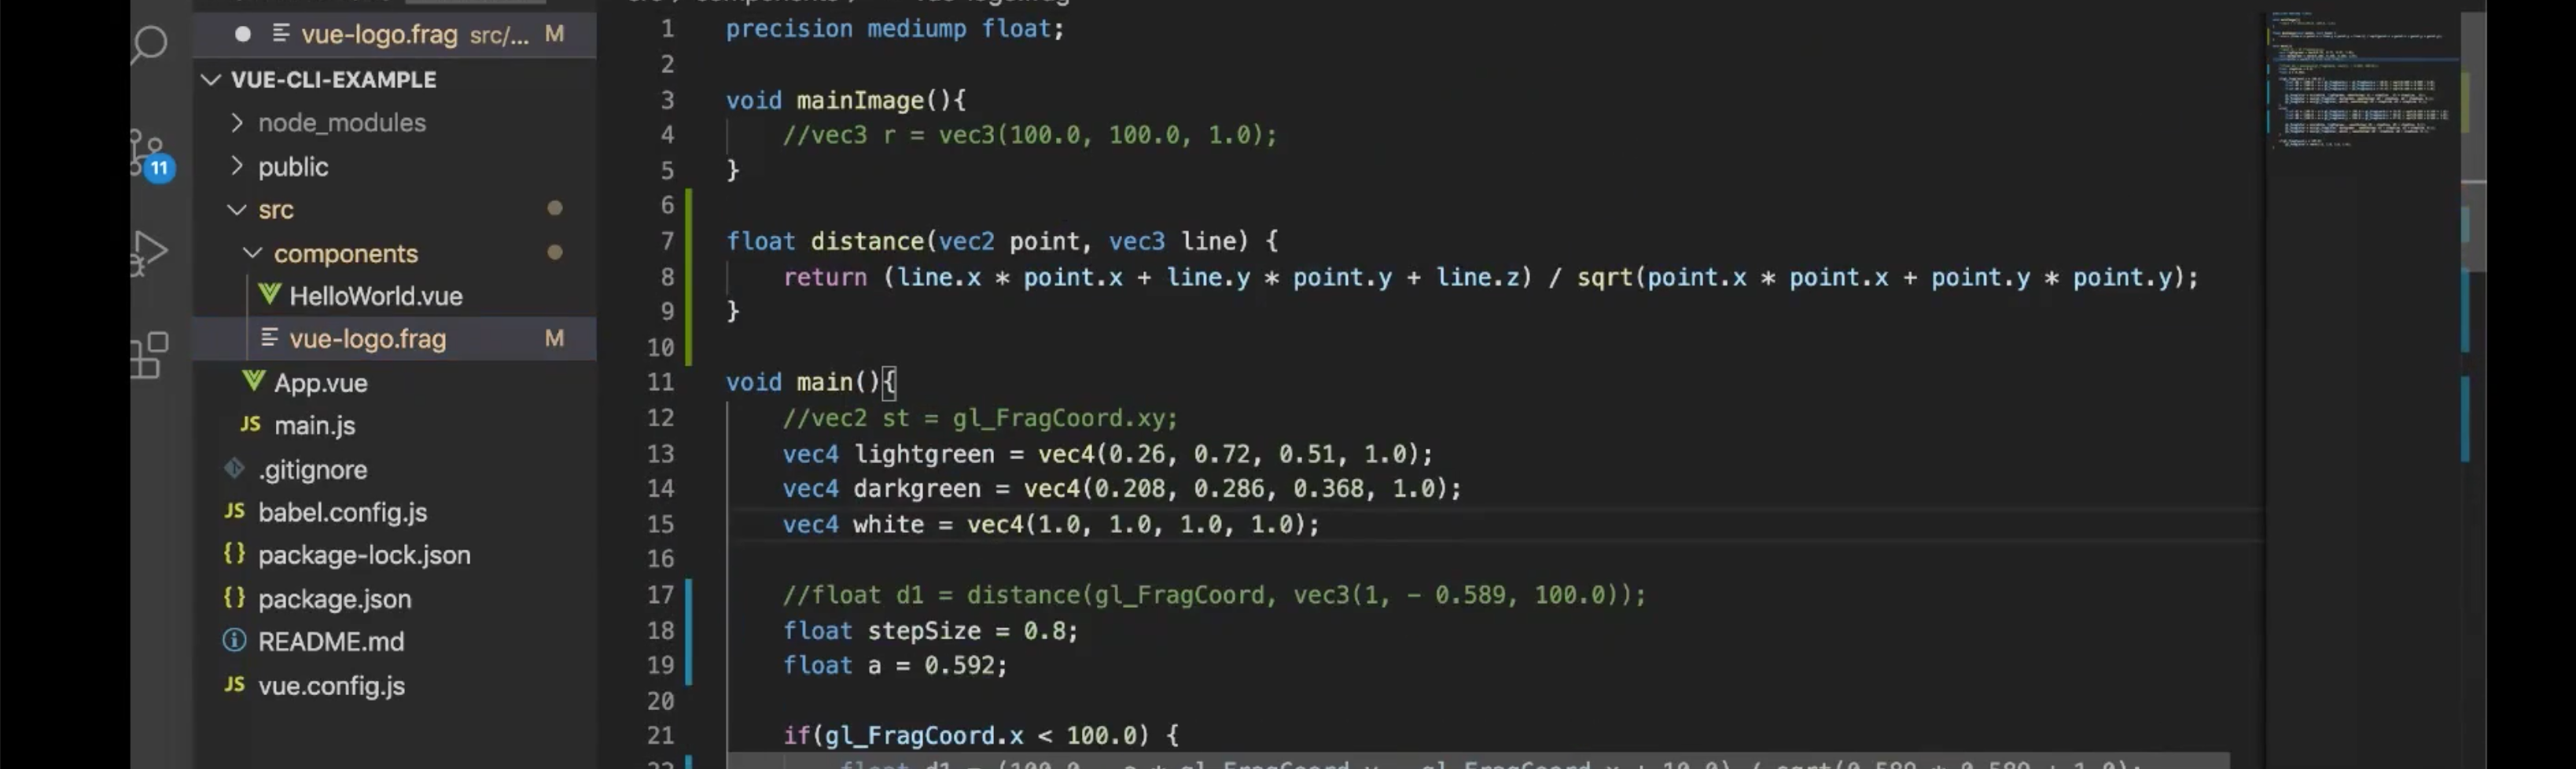 vue-logo.frag src/... M
VUE-CLI-EXAMPLE
node_modules
public
11
src
components
HelloWorld.vue
vue-logo.frag M
App.vue
JS main.js
.gitignore
JS babel.config.js
{} package-lock.json
{} package.json
README.md
JS vue.config.js
1 precision mediump float;
2
3 void mainImage(){
4 //vec3 r = vec3(100.0, 100.0, 1.0);
5 }
6
7 float distance(vec2 point, vec3 line) {
8 return (line.x * point.x + line.y * point.y + line.z) / sqrt(point.x * point.x + point.y * point.y);
9 }
10
11 void main(){
12 //vec2 st = gl_FragCoord.xy;
13 vec4 lightgreen = vec4(0.26, 0.72, 0.51, 1.0);
14 vec4 darkgreen = vec4(0.208, 0.286, 0.368, 1.0);
15 vec4 white = vec4(1.0, 1.0, 1.0, 1.0);
16
17 //float d1 = distance(gl_FragCoord, vec3(1, - 0.589, 100.0));
18 float stepSize = 0.8;
19 float a = 0.592;
20
21 if(gl_FragCoord.x < 100.0) {